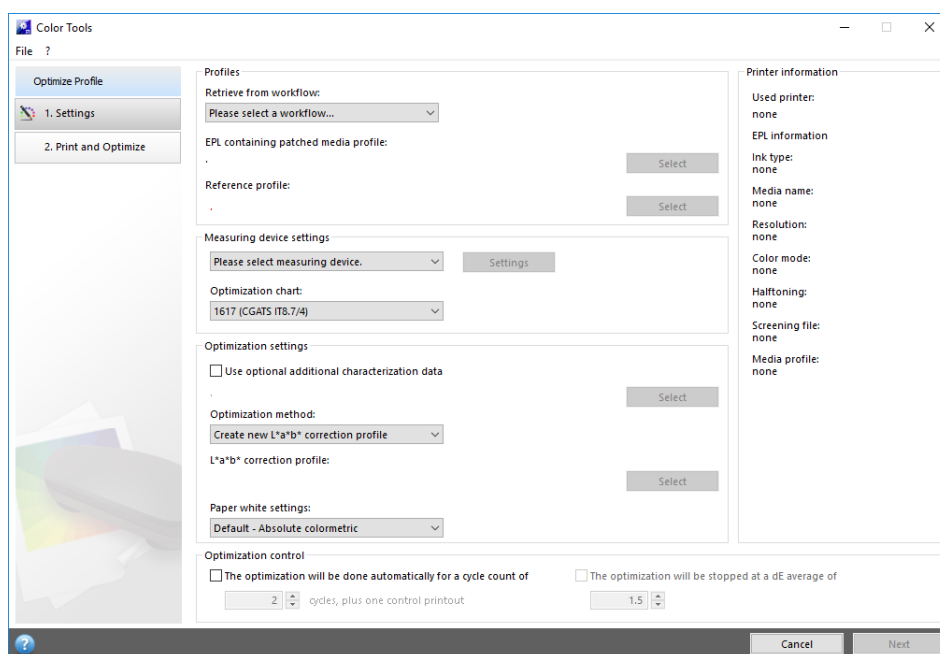 Color Tools
File ?
Optimize Profile
1. Settings
2. Print and Optimize
Profiles
Retrieve from workflow:
Please select a workflow...
EPL containing patched media profile:
.
Select
Reference profile:
.
Select
Measuring device settings
Please select measuring device.
Settings
Optimization chart:
1617 (CGATS IT8.7/4)
Optimization settings
Use optional additional characterization data
.
Select
Optimization method:
Create new L*a*b* correction profile
L*a*b* correction profile:
Select
Paper white settings:
Default - Absolute colormetric
Optimization control
The optimization will be done automatically for a cycle count of
2 cycles, plus one control printout
The optimization will be stopped at a dE average of
1.5
Printer information
Used printer:
none
EPL information
Ink type:
none
Media name:
none
Resolution:
none
Color mode:
none
Halftoning:
none
Screening file:
none
Media profile:
none
?
Cancel
Next